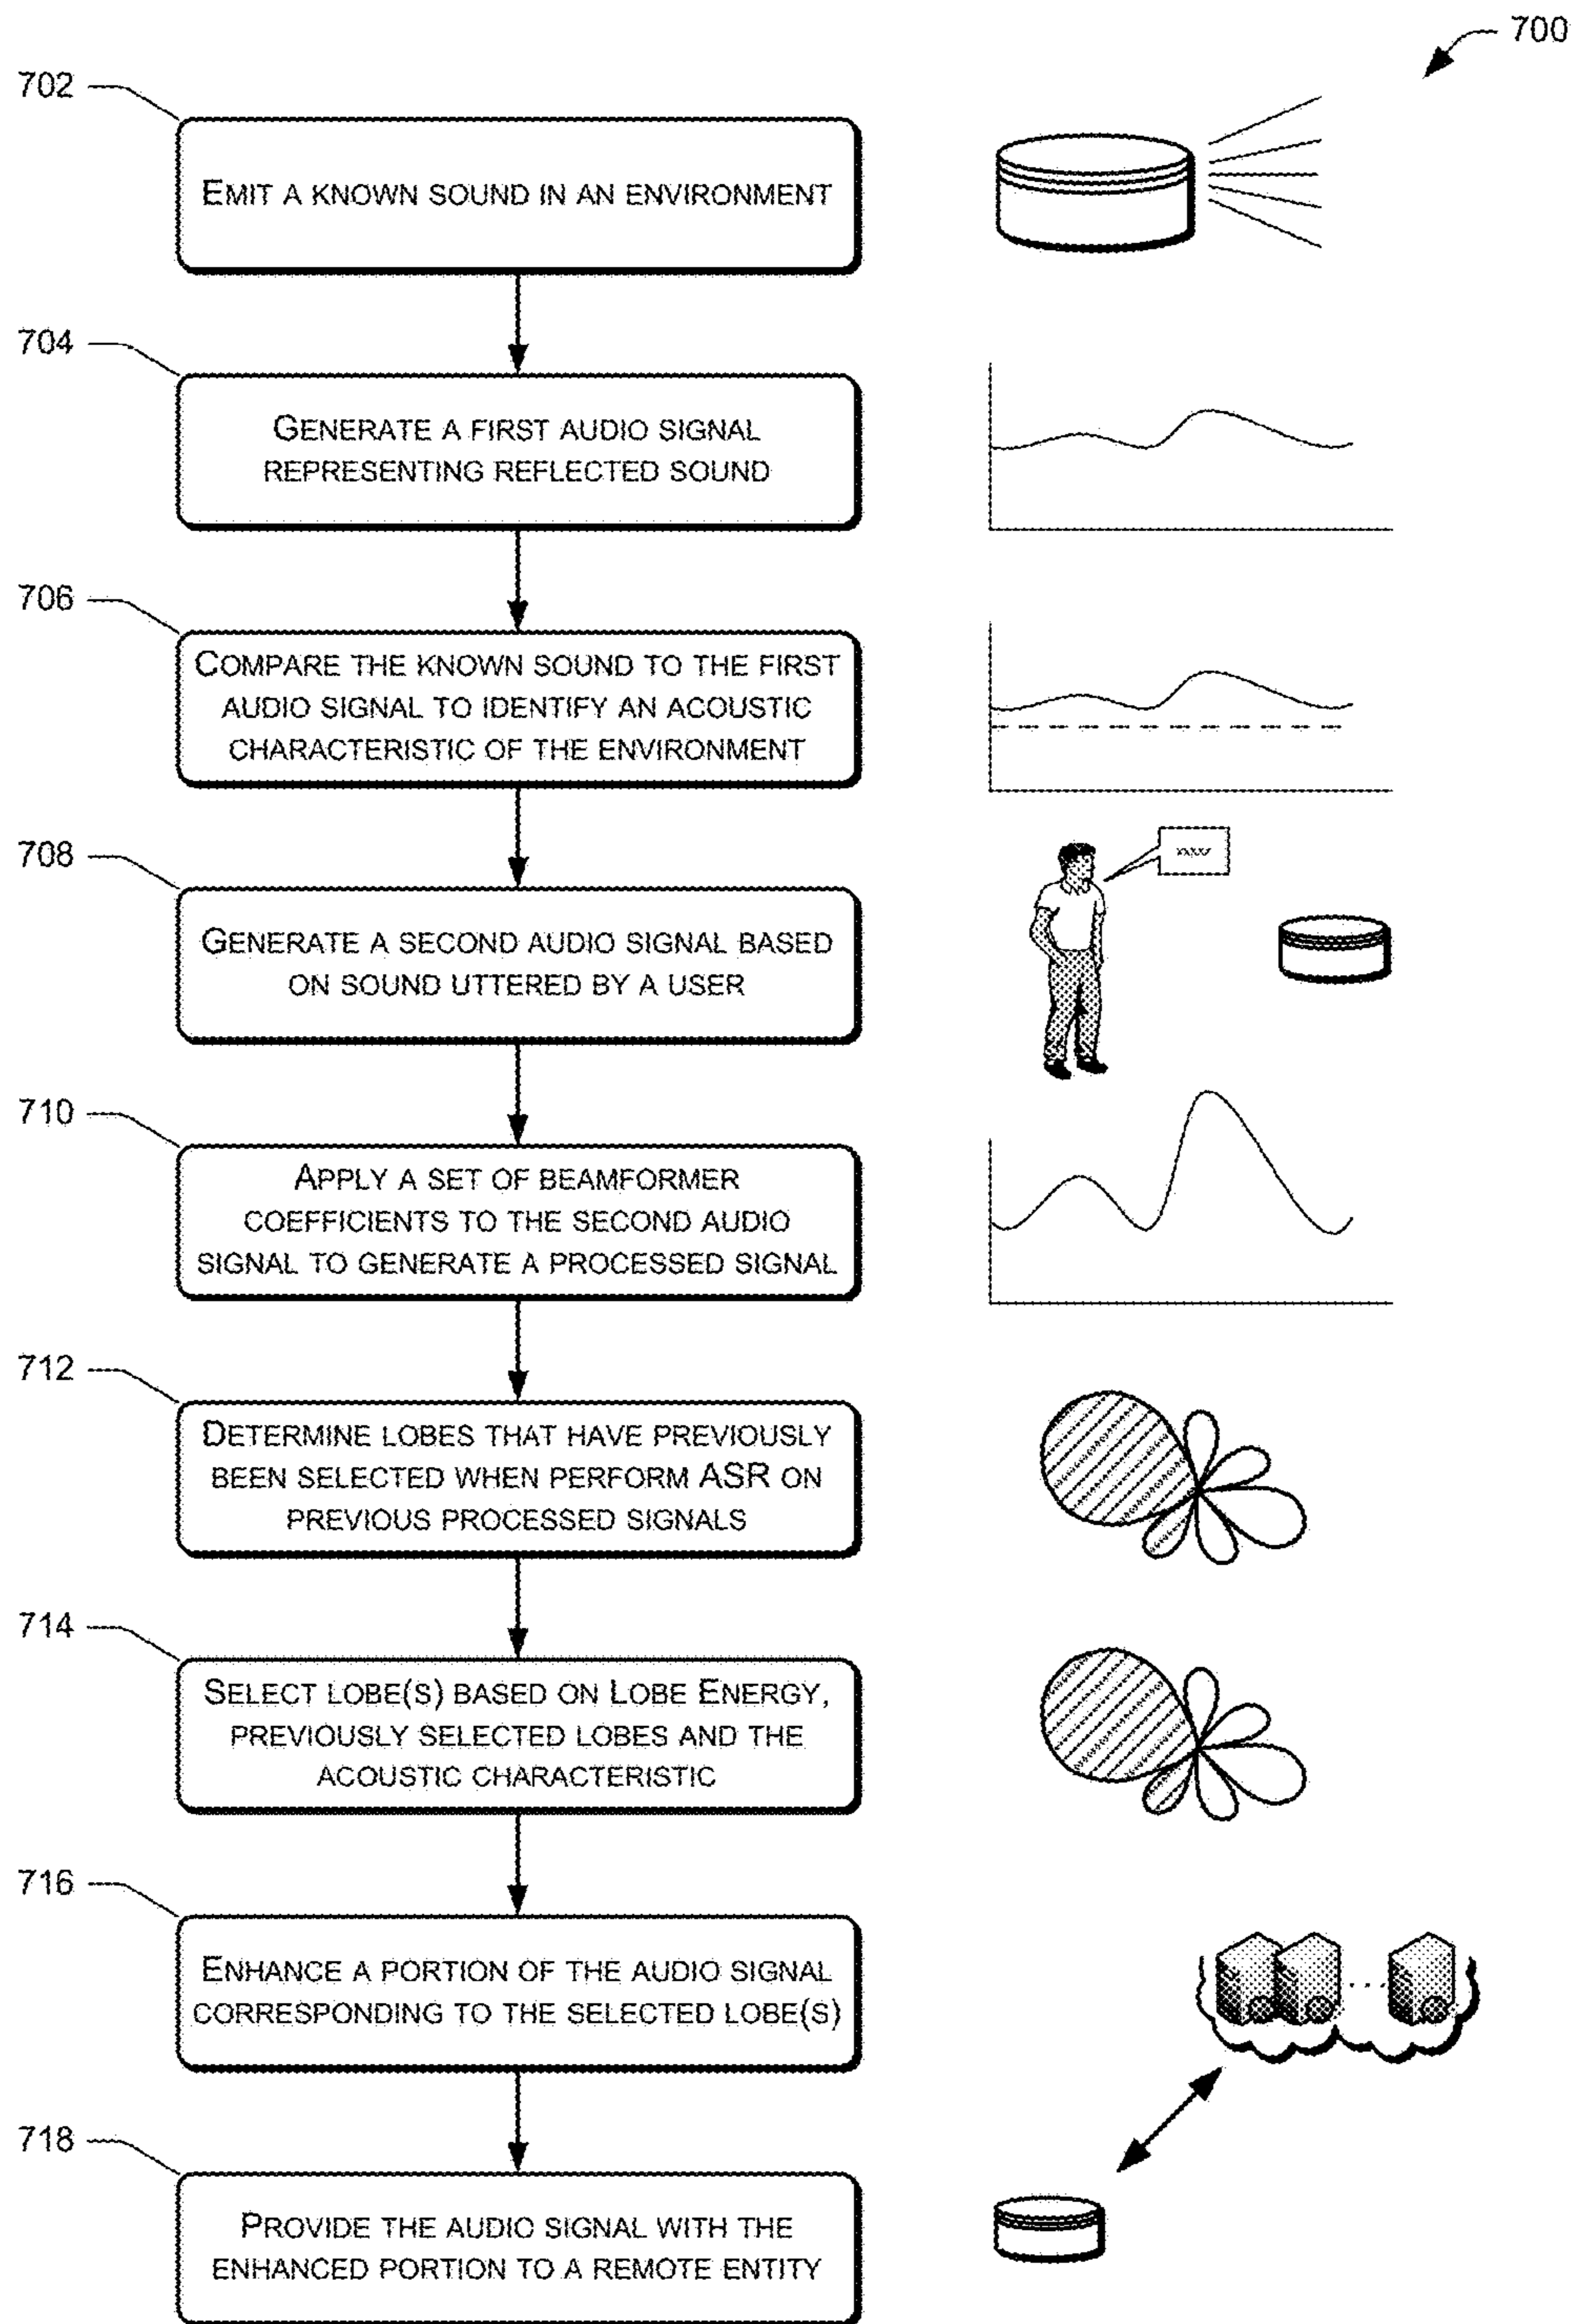 700
702
EMIT A KNOWN SOUND IN AN ENVIRONMENT
704
GENERATE A FIRST AUDIO SIGNAL
REPRESENTING REFLECTED SOUND
706
COMPARE THE KNOWN SOUND TO THE FIRST
AUDIO SIGNAL TO IDENTIFY AN ACOUSTIC
CHARACTERISTIC OF THE ENVIRONMENT
708
GENERATE A SECOND AUDIO SIGNAL BASED
ON SOUND UTTERED BY A USER
710
APPLY A SET OF BEAMFORMER
COEFFICIENTS TO THE SECOND AUDIO
SIGNAL TO GENERATE A PROCESSED SIGNAL
712
DETERMINE LOBES THAT HAVE PREVIOUSLY
BEEN SELECTED WHEN PERFORM ASR ON
PREVIOUS PROCESSED SIGNALS
714
SELECT LOBE(S) BASED ON LOBE ENERGY,
PREVIOUSLY SELECTED LOBES AND THE
ACOUSTIC CHARACTERISTIC
716
ENHANCE A PORTION OF THE AUDIO SIGNAL
CORRESPONDING TO THE SELECTED LOBE(S)
718
PROVIDE THE AUDIO SIGNAL WITH THE
ENHANCED PORTION TO A REMOTE ENTITY